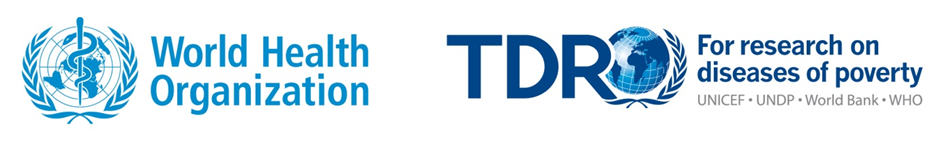 World Health
Organization
TDR
For research on
diseases of poverty
UNICEF • UNDP • World Bank • WHO